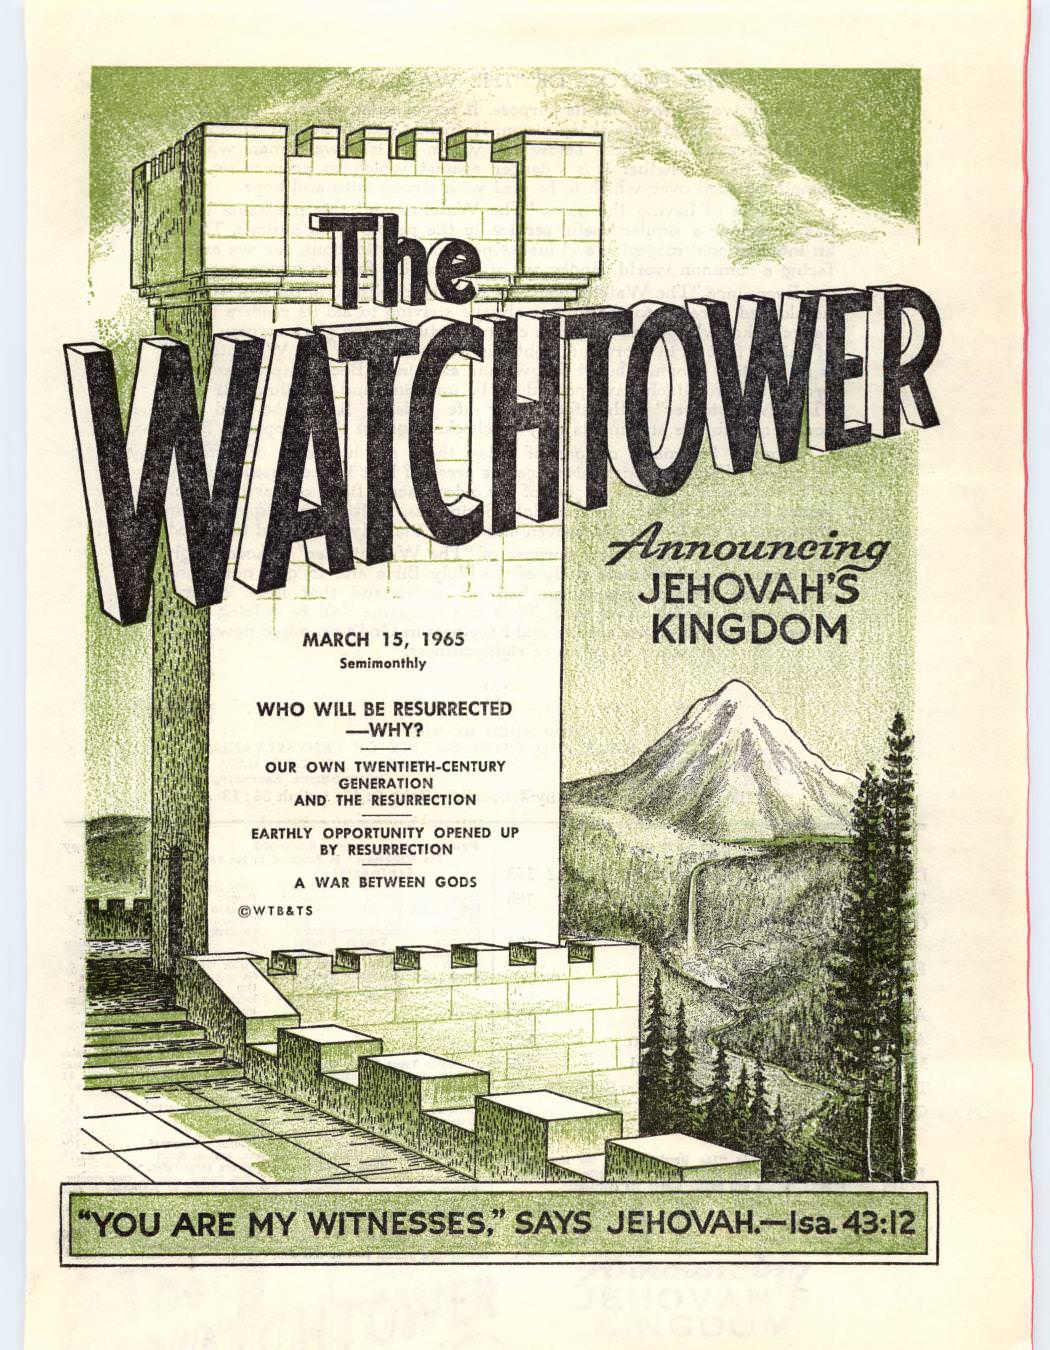 The
WATCHTOWER
Announcing
JEHOVAH'S
KINGDOM
MARCH 15, 1965
Semimonthly
WHO WILL BE RESURRECTED
—WHY?
OUR OWN TWENTIETH-CENTURY
GENERATION
AND THE RESURRECTION
EARTHLY OPPORTUNITY OPENED UP
BY RESURRECTION
A WAR BETWEEN GODS
©WTB&TS
"YOU ARE MY WITNESSES," SAYS JEHOVAH.—Isa. 43:12